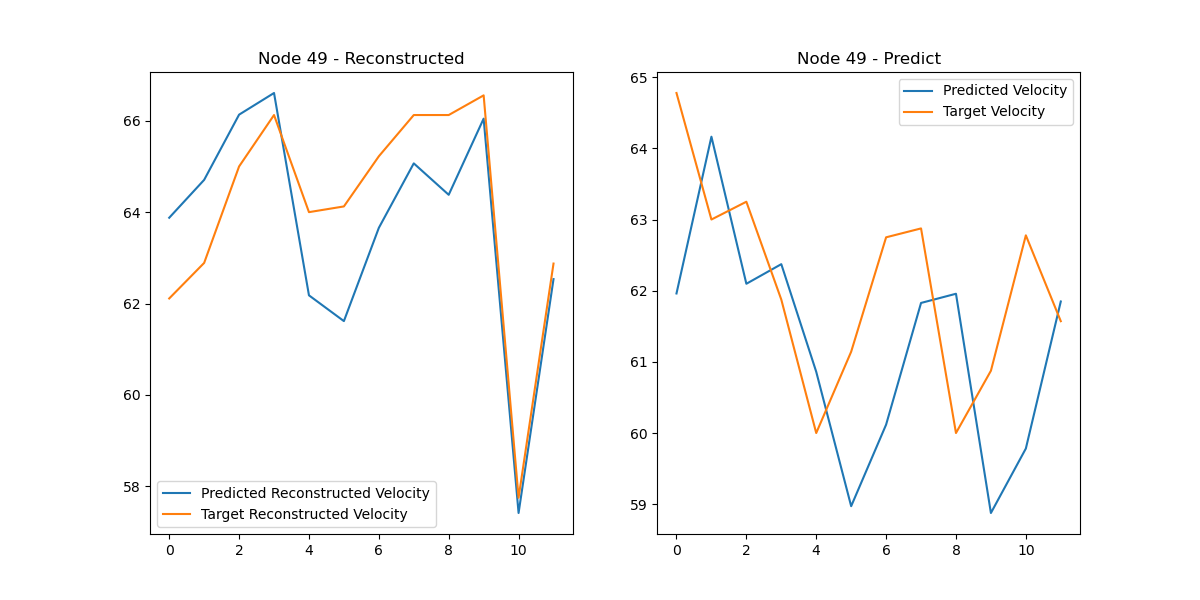 Node 49 - Reconstructed
66
64
62
60
58
0 2 4 6 8 10
Predicted Reconstructed Velocity
Target Reconstructed Velocity
Node 49 - Predict
65
64
63
62
61
60
59
0 2 4 6 8 10
Predicted Velocity
Target Velocity